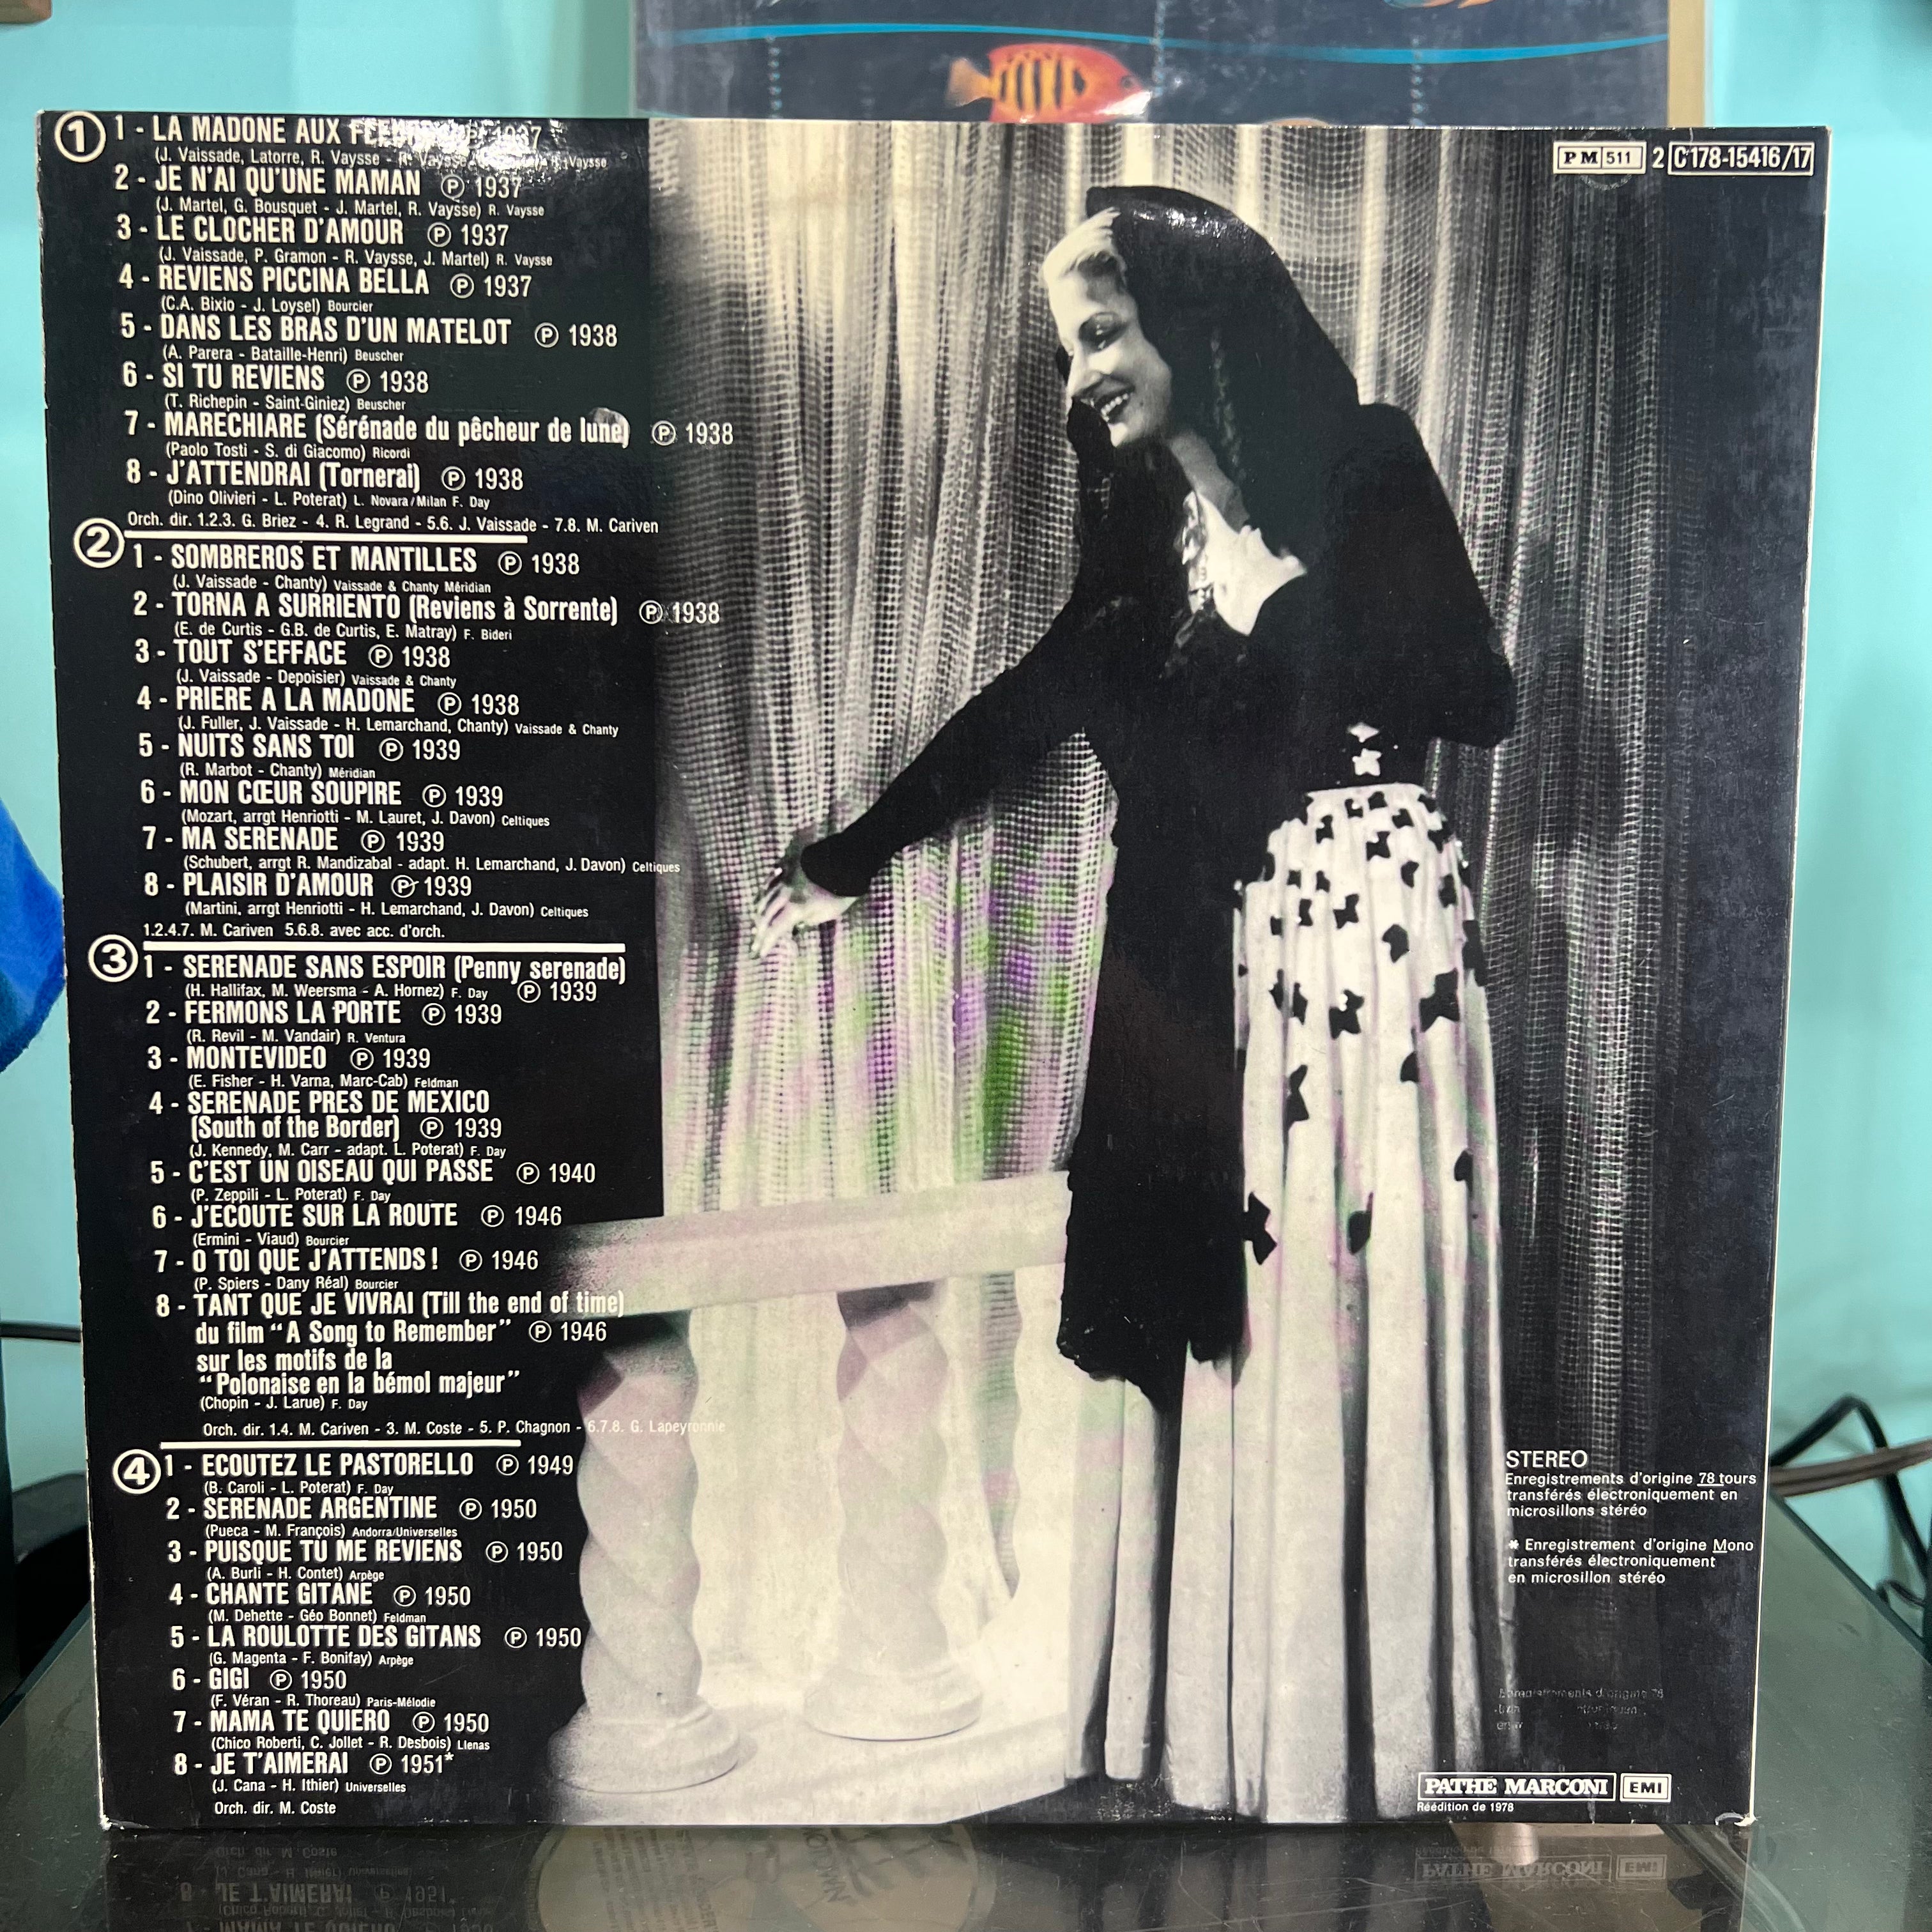 1
1 - LA MADONE AUX ℗ 1937
(J. Vaissade, Latorre, R. Vaysse - R. Vaysse R. Vaysse
2 - JE N'AI QU'UNE MAMAN ℗ 1937
(J. Martel, G. Bousquet - J. Martel, R. Vaysse) R. Vaysse
3 - LE CLOCHER D'AMOUR ℗ 1937
(J. Vaissade, P. Gramon - R. Vaysse, J. Martel) R. Vaysse
4 - REVIENS PICCINA BELLA ℗ 1937
(C.A. Bixio - J. Loysel) Bourcier
5 - DANS LES BRAS D'UN MATELOT ℗ 1938
(A. Parera - Bataille-Henri) Beuscher
6 - SI TU REVIENS ℗ 1938
(T. Richepin - Saint-Giniez) Beuscher
7 - MARECHIARE (Sérénade du pêcheur de lune) ℗ 1938
(Paolo Tosti - S. di Giacomo) Ricordi
8 - J'ATTENDRAI (Tornerai) ℗ 1938
(Dino Olivieri - L. Poterat) L. Novara/Milan F. Day
Orch. dir. 1.2.3. G. Briez - 4. R. Legrand - 5.6. J. Vaissade - 7.8. M. Cariven
2
1 - SOMBREROS ET MANTILLES ℗ 1938
(J. Vaissade - Chanty) Vaissade & Chanty Méridian
2 - TORNA A SURRIENTO (Reviens à Sorrente) ℗ 1938
(E. de Curtis - G.B. de Curtis, E. Matray) F. Bideri
3 - TOUT S'EFFACE ℗ 1938
(J. Vaissade - Depoisier) Vaissade & Chanty
4 - PRIERE A LA MADONE ℗ 1938
(J. Fuller, J. Vaissade - H. Lemarchand, Chanty) Vaissade & Chanty
5 - NUITS SANS TOI ℗ 1939
(R. Marbot - Chanty) Méridian
6 - MON CŒUR SOUPIRE ℗ 1939
(Mozart, arrgt Henriotti - M. Lauret, J. Davon) Celtiques
7 - MA SERENADE ℗ 1939
(Schubert, arrgt R. Mandizabal - adapt. H. Lemarchand, J. Davon) Celtiques
8 - PLAISIR D'AMOUR ℗ 1939
(Martini, arrgt Henriotti - H. Lemarchand, J. Davon) Celtiques
1.2.4.7. M. Cariven 5.6.8. avec acc. d'orch.
3
1 - SERENADE SANS ESPOIR (Penny serenade)
(H. Hallifax, M. Weersma - A. Hornez) F. Day ℗ 1939
2 - FERMONS LA PORTE ℗ 1939
(R. Revil - M. Vandair) R. Ventura
3 - MONTEVIDEO ℗ 1939
(E. Fisher - H. Varna, Marc-Cab) Feldman
4 - SERENADE PRES DE MEXICO
(South of the Border) ℗ 1939
(J. Kennedy, M. Carr - adapt. L. Poterat) F. Day
5 - C'EST UN OISEAU QUI PASSE ℗ 1940
(P. Zeppili - L. Poterat) F. Day
6 - J'ECOUTE SUR LA ROUTE ℗ 1946
(Ermini - Viaud) Bourcier
7 - O TOI QUE J'ATTENDS ! ℗ 1946
(P. Spiers - Dany Réal) Bourcier
8 - TANT QUE JE VIVRAI (Till the end of time)
du film "A Song to Remember" ℗ 1946
sur les motifs de la
"Polonaise en la bémol majeur"
(Chopin - J. Larue) F. Day
Orch. dir. 1.4. M. Cariven - 3. M. Coste - 5. P. Chagnon - 6.7.8. G. Lapeyronnie
4
1 - ECOUTEZ LE PASTORELLO ℗ 1949
(B. Caroli - L. Poterat) F. Day
2 - SERENADE ARGENTINE ℗ 1950
(Pueca - M. François) Andorra/Universelles
3 - PUISQUE TU ME REVIENS ℗ 1950
(A. Burli - H. Contet) Arpège
4 - CHANTE GITANE ℗ 1950
(M. Dehette - Géo Bonnet) Feldman
5 - LA ROULOTTE DES GITANS ℗ 1950
(G. Magenta - F. Bonifay) Arpège
6 - GIGI ℗ 1950
(F. Véran - R. Thoreau) Paris-Mélodie
7 - MAMA TE QUIERO ℗ 1950
(Chico Roberti, C. Jollet - R. Desbois) Llenas
8 - JE T'AIMERAI ℗ 1951*
(J. Cana - H. Ithier) Universelles
Orch. dir. M. Coste
PM 511 2 C178-15416/17
STEREO
Enregistrements d'origine 78 tours
transférés électroniquement en
microsillons stéréo
* Enregistrement d'origine Mono
transférés électroniquement
en microsillon stéréo
PATHE MARCONI EMI
Réédition de 1978